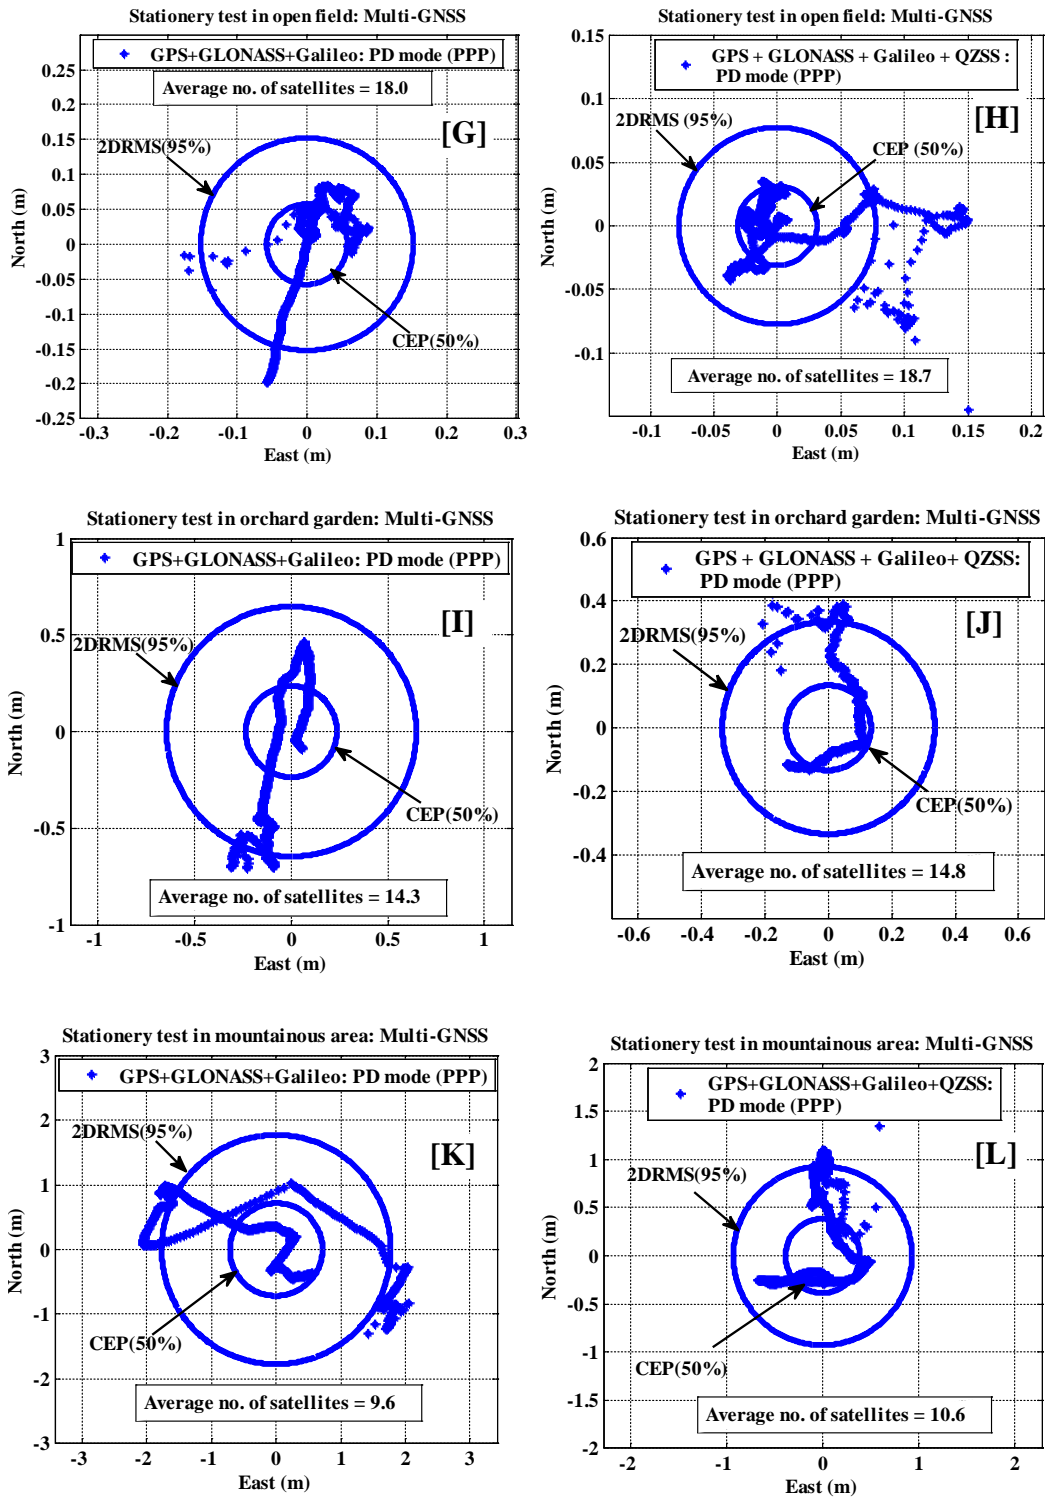 Stationery test in open field: Multi-GNSS
GPS+GLONASS+Galileo: PD mode (PPP)
Average no. of satellites = 18.0
[G]
2DRMS(95%)
CEP(50%)
North (m)
0.25
0.2
0.15
0.1
0.05
0
-0.05
-0.1
-0.15
-0.2
-0.25
-0.3
-0.2
-0.1
0
0.1
0.2
0.3
East (m)
Stationery test in open field: Multi-GNSS
GPS + GLONASS + Galileo + QZSS :
PD mode (PPP)
[H]
2DRMS (95%)
CEP (50%)
Average no. of satellites = 18.7
North (m)
0.15
0.1
0.05
0
-0.05
-0.1
-0.1
-0.05
0
0.05
0.1
0.15
0.2
East (m)
Stationery test in orchard garden: Multi-GNSS
GPS+GLONASS+Galileo: PD mode (PPP)
[I]
2DRMS(95%)
CEP(50%)
Average no. of satellites = 14.3
North (m)
1
0.5
0
-0.5
-1
-1
-0.5
0
0.5
1
East (m)
Stationery test in orchard garden: Multi-GNSS
GPS + GLONASS + Galileo+ QZSS:
PD mode (PPP)
[J]
2DRMS(95%)
CEP(50%)
Average no. of satellites = 14.8
North (m)
0.6
0.4
0.2
0
-0.2
-0.4
-0.6
-0.4
-0.2
0
0.2
0.4
0.6
East (m)
Stationery test in mountainous area: Multi-GNSS
GPS+GLONASS+Galileo: PD mode (PPP)
[K]
2DRMS(95%)
CEP(50%)
Average no. of satellites = 9.6
North (m)
3
2
1
0
-1
-2
-3
-3
-2
-1
0
1
2
3
East (m)
Stationery test in mountainous area: Multi-GNSS
GPS+GLONASS+Galileo+QZSS:
PD mode (PPP)
[L]
2DRMS(95%)
CEP(50%)
Average no. of satellites = 10.6
North (m)
2
1.5
1
0.5
0
-0.5
-1
-1.5
-2
-2
-1
0
1
2
East (m)